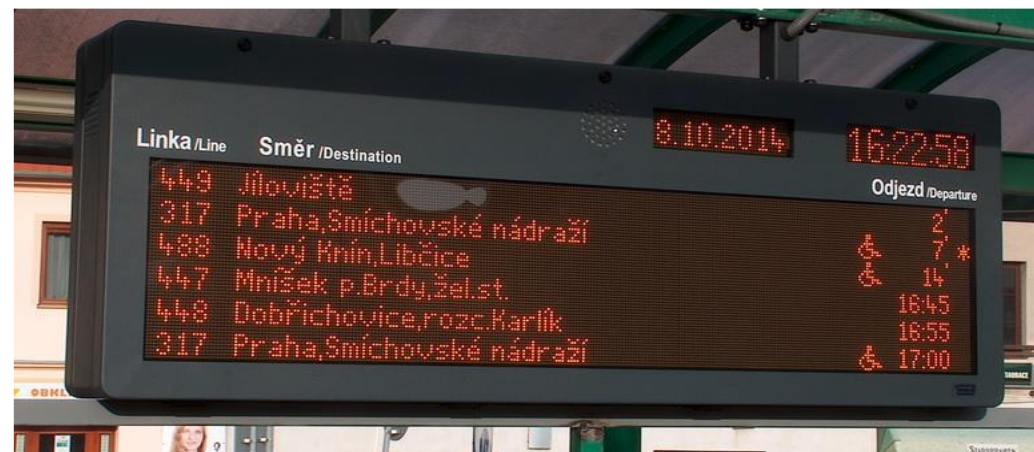 8.10.2014 16:22:58
Linka /Line Směr /Destination Odjezd /Departure
449 Jíloviště 2'
317 Praha,Smíchovské nádraží 7' *
488 Nový Knín,Libčice 14'
447 Mníšek p.Brdy,žel.st. 16:45
448 Dobřichovice,rozc.Karlík 16:55
317 Praha,Smíchovské nádraží 17:00
OBKL